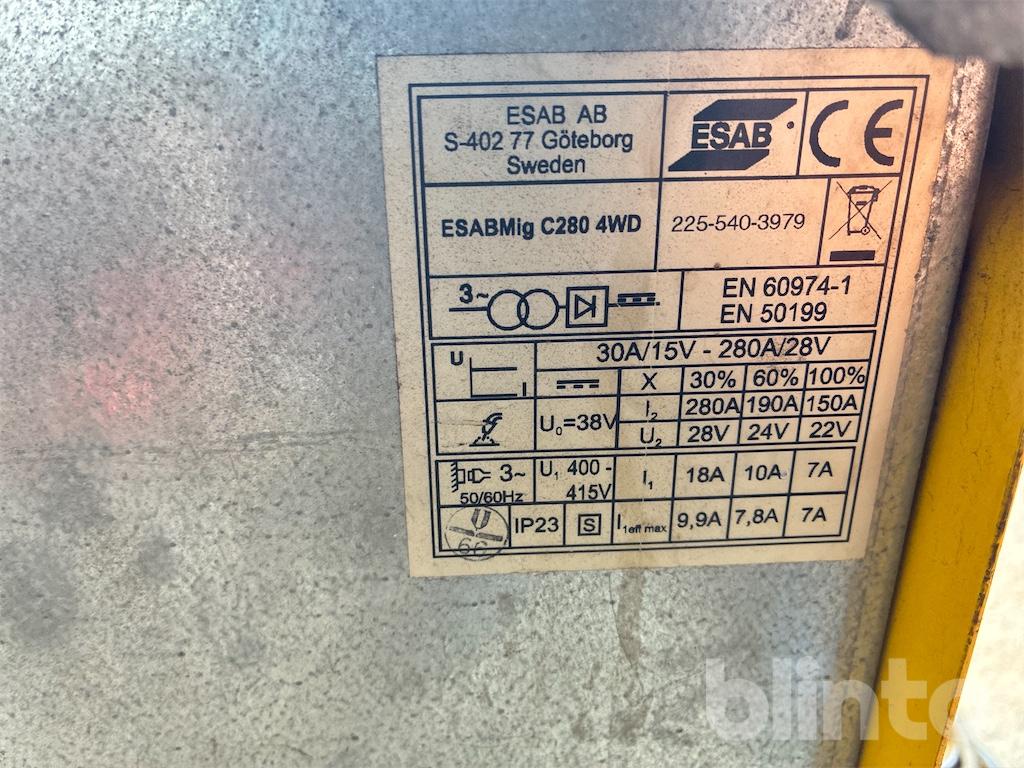 ESAB AB
S-402 77 Göteborg
Sweden
ESAB
CE
ESABMig C280 4WD
225-540-3979
3~
EN 60974-1
EN 50199
U
I
30A/15V - 280A/28V
X 30% 60% 100%
U₀=38V
I₂ 280A 190A 150A
U₂ 28V 24V 22V
3~
50/60Hz
U₁ 400 -
415V
I₁ 18A 10A 7A
IP23
S
I1eff max 9,9A 7,8A 7A
blinto